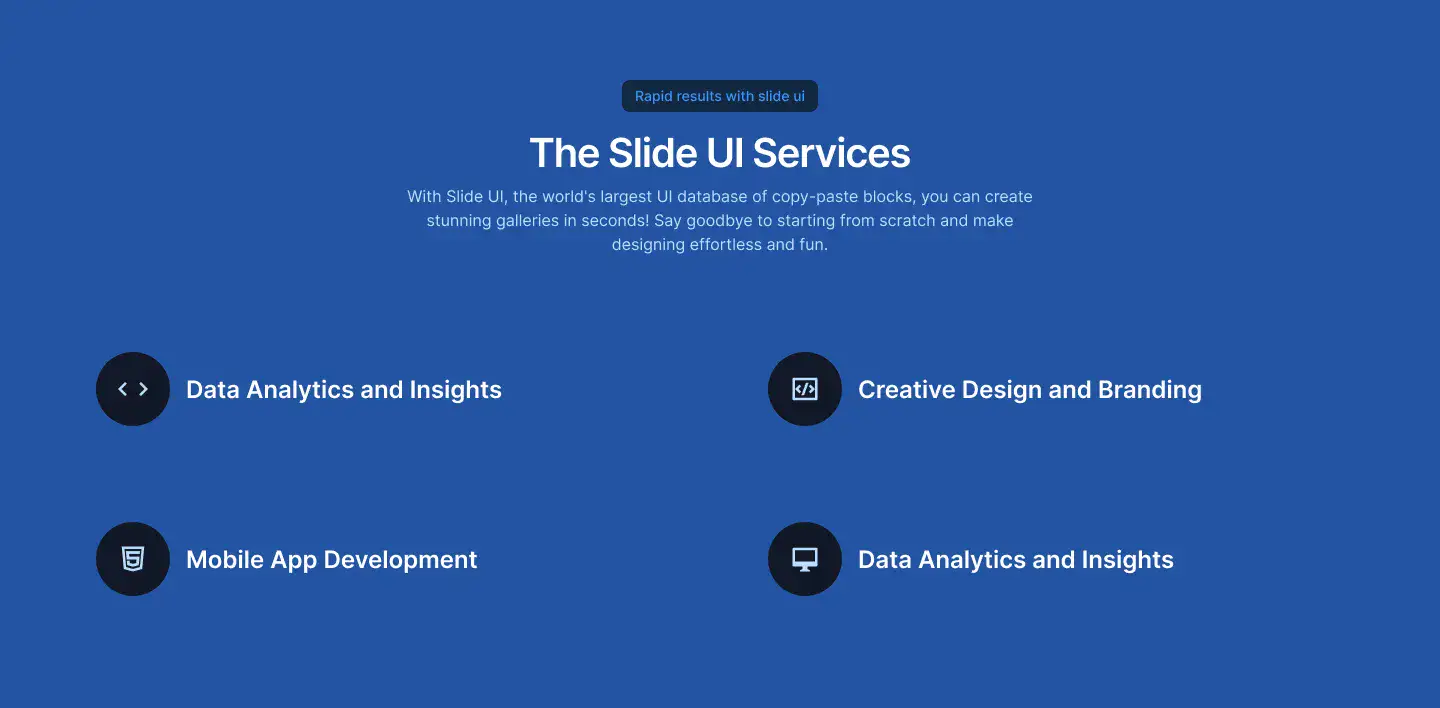 Rapid results with slide ui
The Slide UI Services
With Slide UI, the world's largest UI database of copy-paste blocks, you can create
stunning galleries in seconds! Say goodbye to starting from scratch and make
designing effortless and fun.
Data Analytics and Insights
Creative Design and Branding
Mobile App Development
Data Analytics and Insights